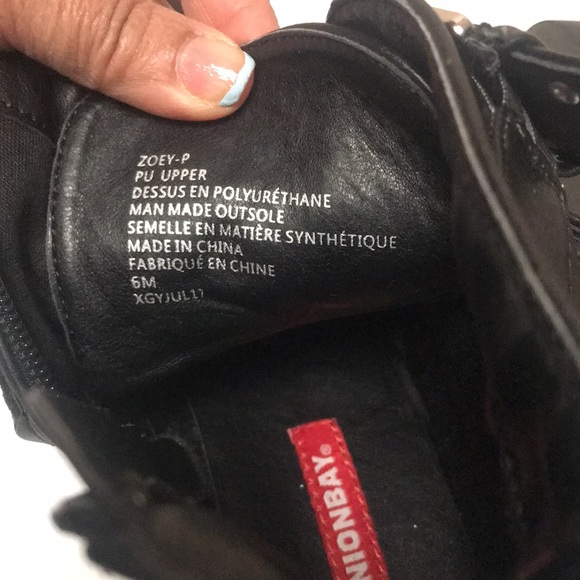 ZOEY-P
PU UPPER
DESSUS EN POLYURÉTHANE
MAN MADE OUTSOLE
SEMELLE EN MATIÈRE SYNTHÉTIQUE
MADE IN CHINA
FABRIQUÉ EN CHINE
6M
XGYJUL11
NIONBAY®